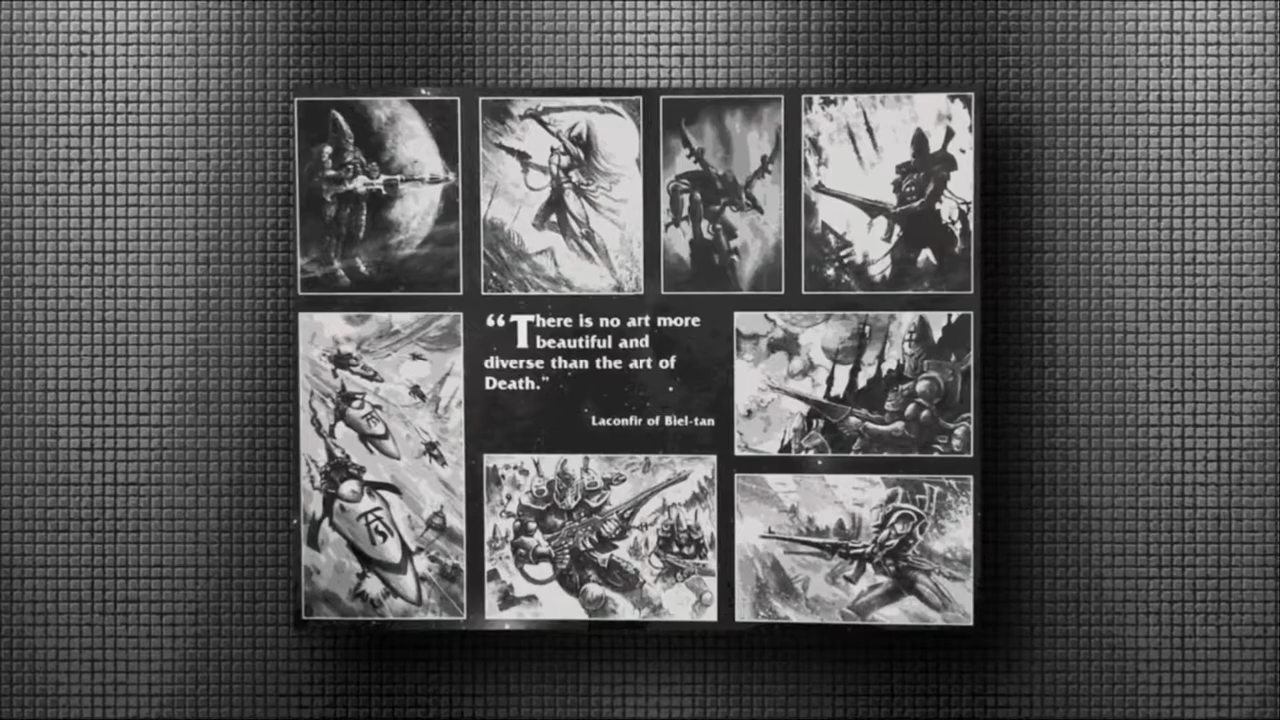 “There is no art more
beautiful and
diverse than the art of
Death.”
Laconfir of Biel-tan